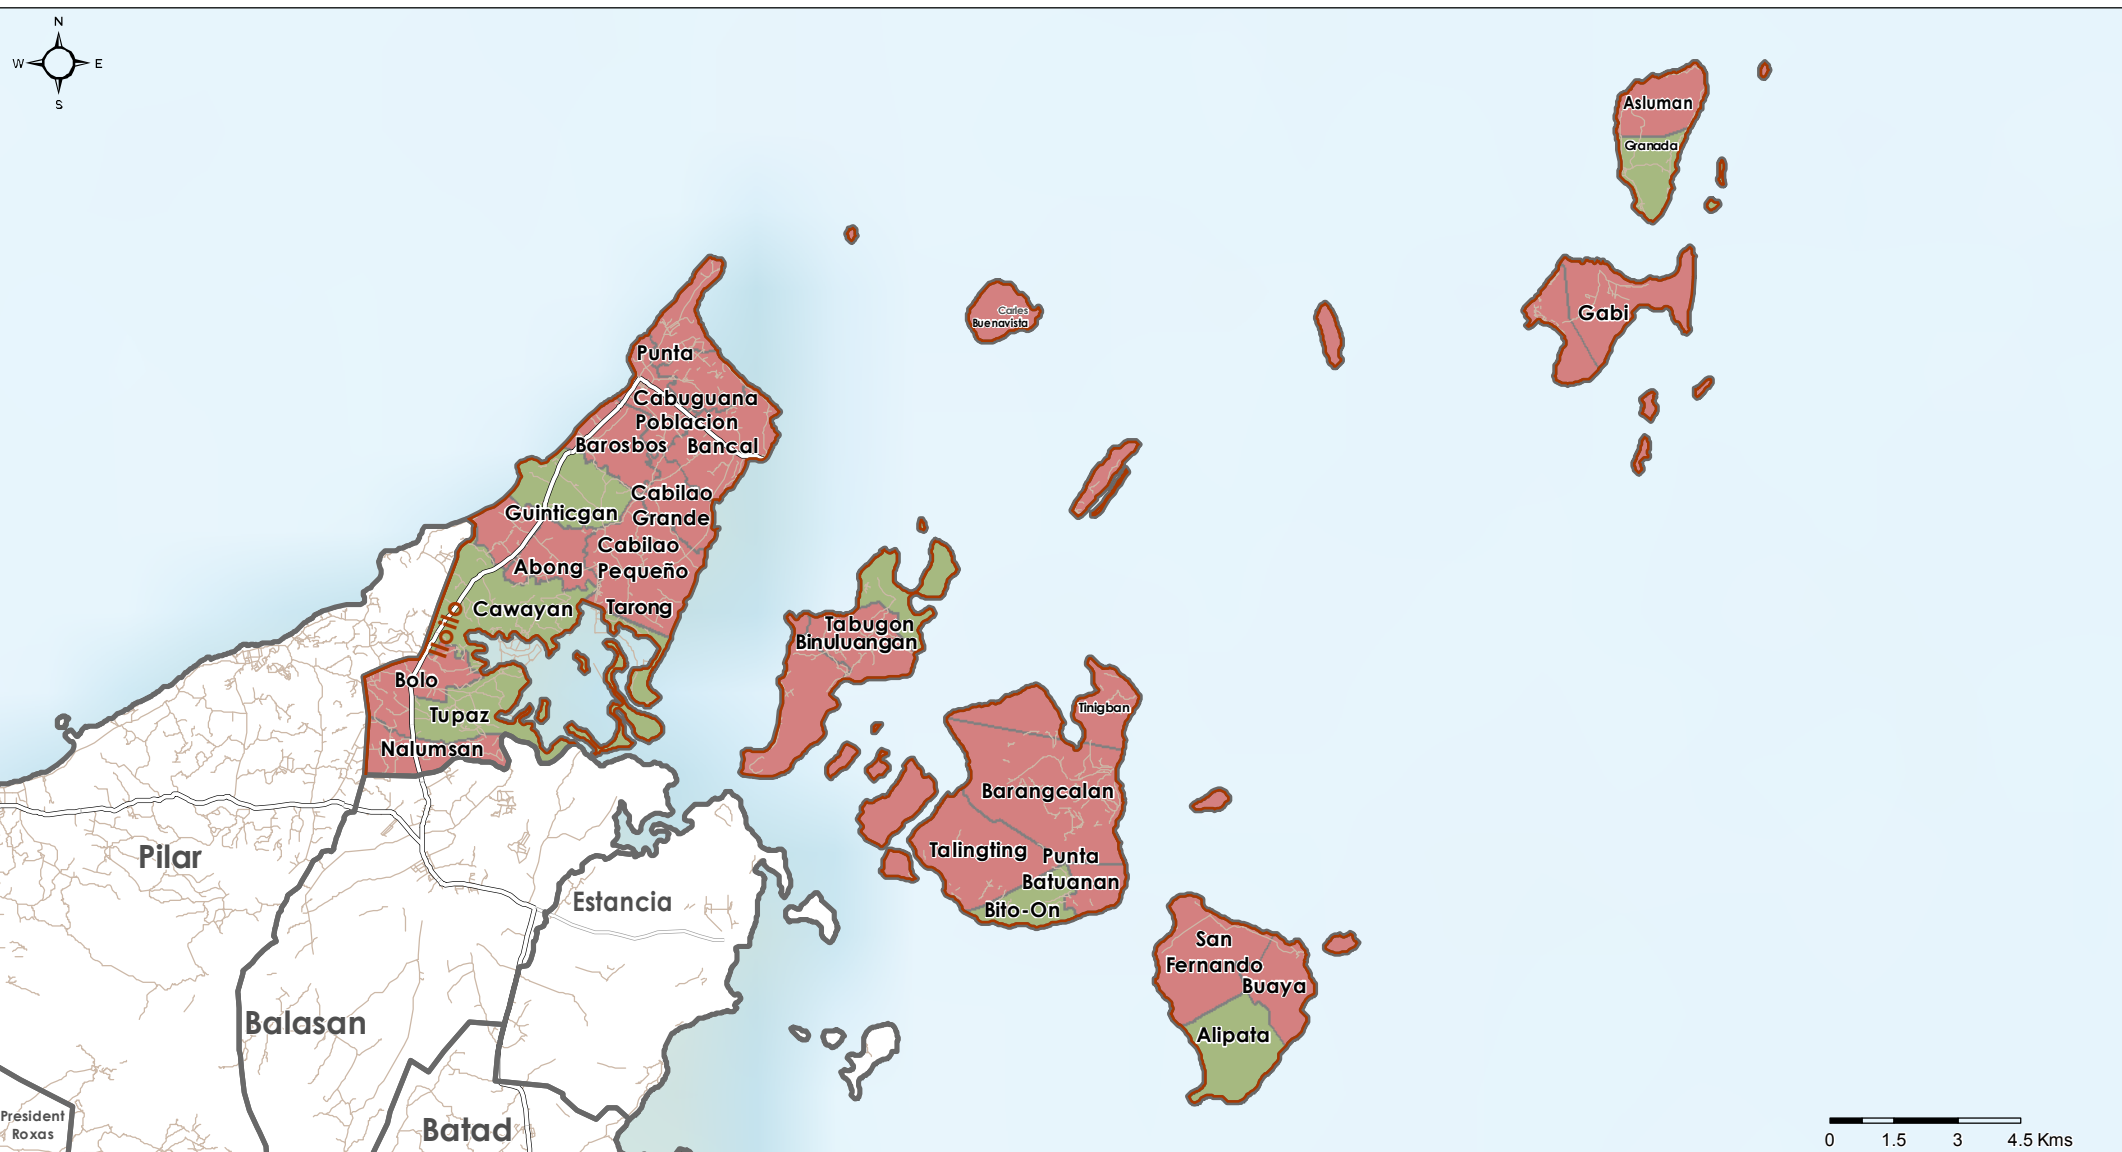 N
W E
S
Asluman
Granada
Carles
Buenavista
Gabi
Punta
Cabuguana
Poblacion
Barosbos Bancal
Cabilao
Grande
Guinticgan
Cabilao
Pequeño
Abong
Cawayan
Tarong
Iloilo
Tabugon
Binuluangan
Bolo
Tupaz
Nalumsan
Tinigban
Barangcalan
Talingting
Punta
Batuanan
Bito-On
Pilar
Estancia
San
Fernando
Buaya
Alipata
Balasan
President
Roxas
Batad
0 1.5 3 4.5 Kms